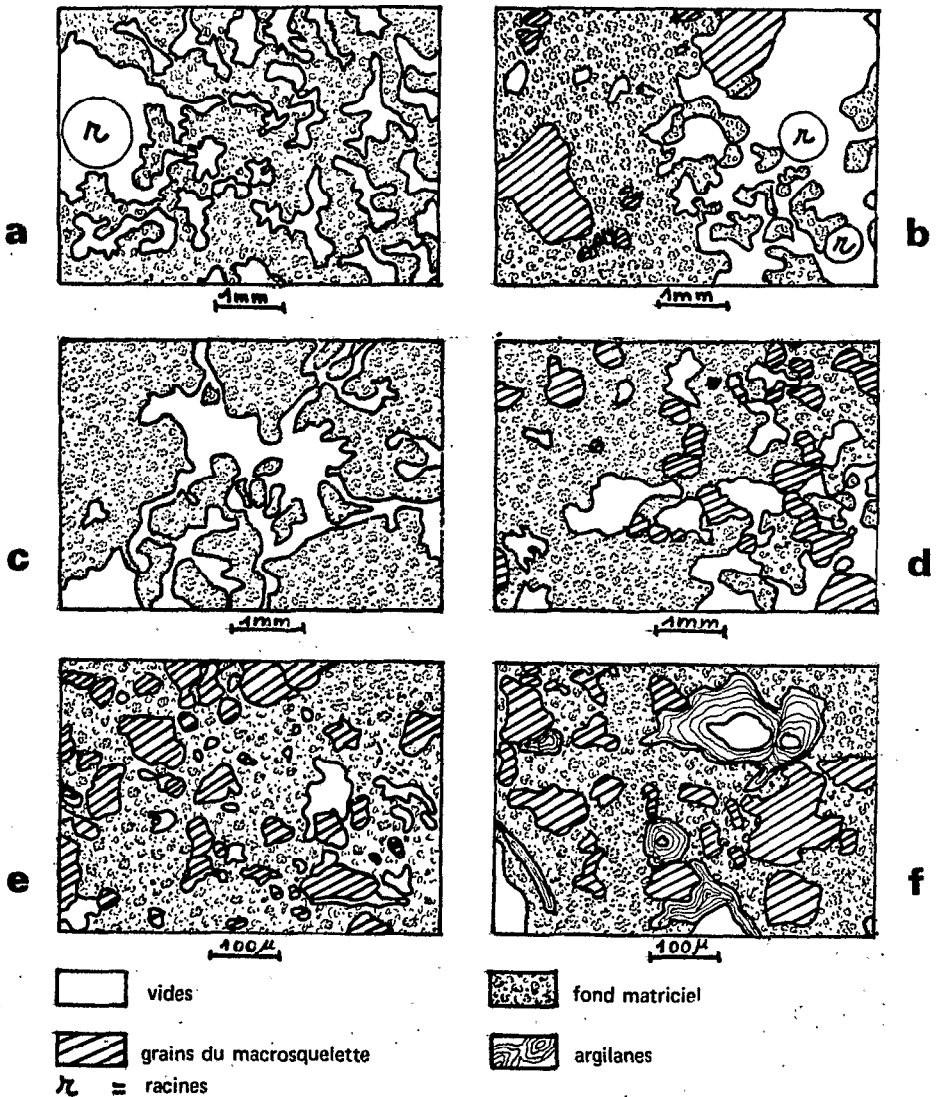 r
r
r
a
b
1mm
1mm
c
d
1mm
1mm
e
f
100µ
100µ
vides
fond matriciel
grains du macrosquelette
argilanes
r = racines